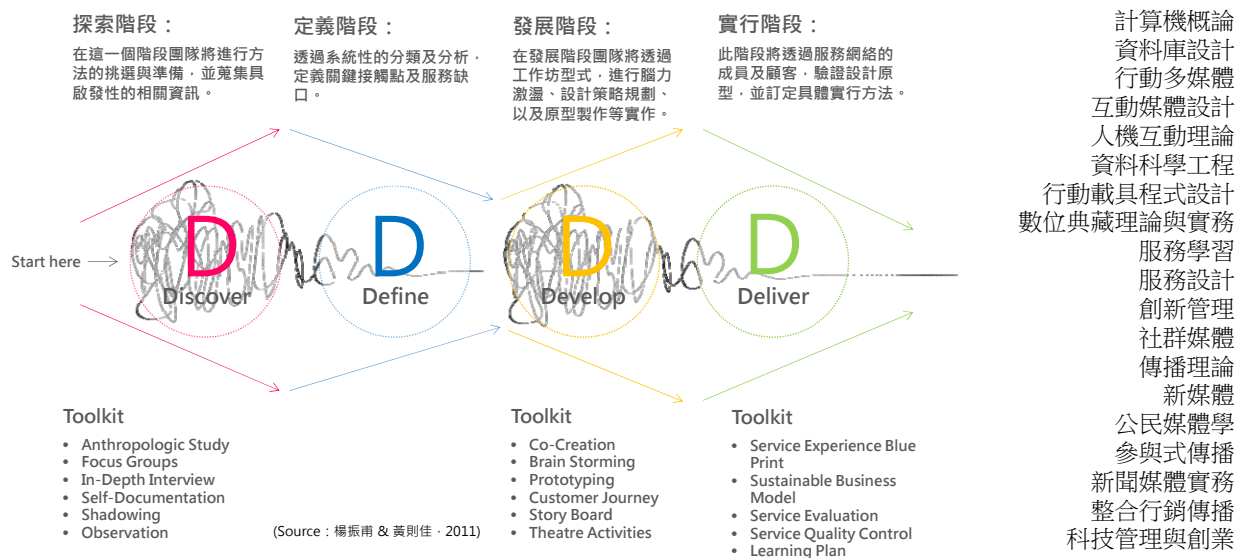 探索階段：
在這一個階段團隊將進行方
法的挑選與準備，並蒐集具
啟發性的相關資訊。
定義階段：
透過系統性的分類及分析，
定義關鍵接觸點及服務缺
口。
發展階段：
在發展階段團隊將透過
工作坊型式，進行腦力
激盪、設計策略規劃、
以及原型製作等實作。
實行階段：
此階段將透過服務網絡的
成員及顧客，驗證設計原
型，並訂定具體實行方法。
Start here
D
Discover
D
Define
D
Develop
D
Deliver
Toolkit
• Anthropologic Study
• Focus Groups
• In-Depth Interview
• Self-Documentation
• Shadowing
• Observation
(Source：楊振甫 & 黃則佳，2011)
Toolkit
• Co-Creation
• Brain Storming
• Prototyping
• Customer Journey
• Story Board
• Theatre Activities
Toolkit
• Service Experience Blue
Print
• Sustainable Business
Model
• Service Evaluation
• Service Quality Control
• Learning Plan
計算機概論
資料庫設計
行動多媒體
互動媒體設計
人機互動理論
資料科學工程
行動載具程式設計
數位典藏理論與實務
服務學習
服務設計
創新管理
社群媒體
傳播理論
新媒體
公民媒體學
參與式傳播
新聞媒體實務
整合行銷傳播
科技管理與創業